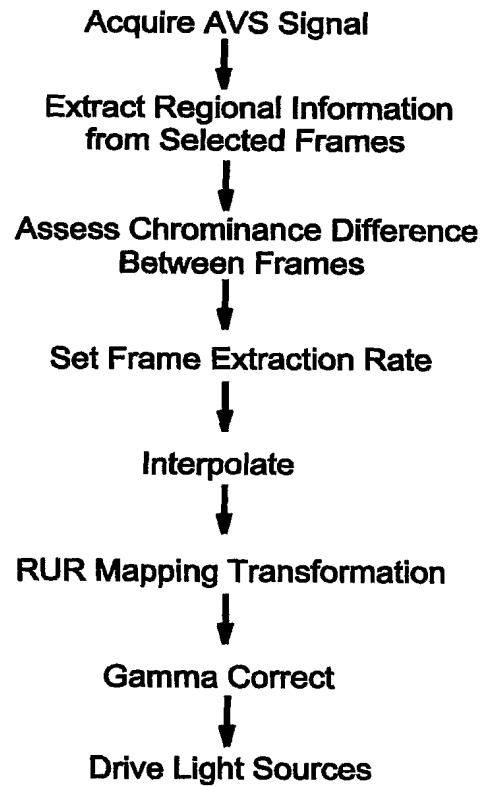 Acquire AVS Signal
Extract Regional Information
from Selected Frames
Assess Chrominance Difference
Between Frames
Set Frame Extraction Rate
Interpolate
RUR Mapping Transformation
Gamma Correct
Drive Light Sources